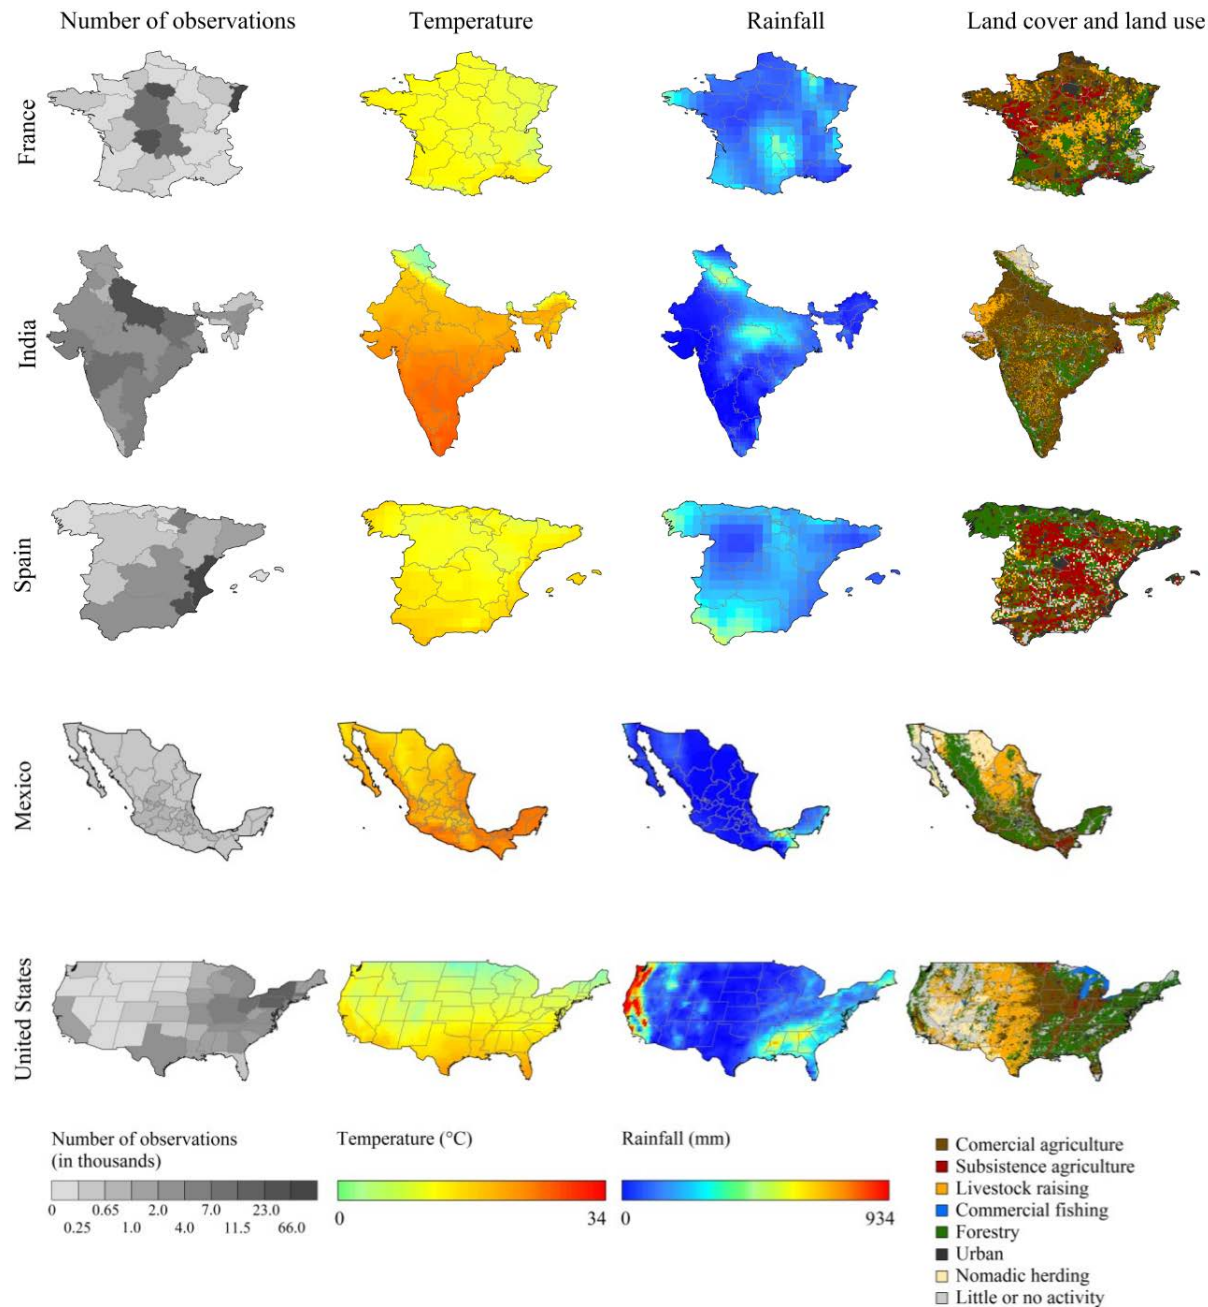 Number of observations
Temperature
Rainfall
Land cover and land use
France
India
Spain
Mexico
United States
Number of observations
(in thousands)
0 0.65 2.0 7.0 23.0
0.25 1.0 4.0 11.5 66.0
Temperature (°C)
0 34
Rainfall (mm)
0 934
Comercial agriculture
Subsistence agriculture
Livestock raising
Commercial fishing
Forestry
Urban
Nomadic herding
Little or no activity